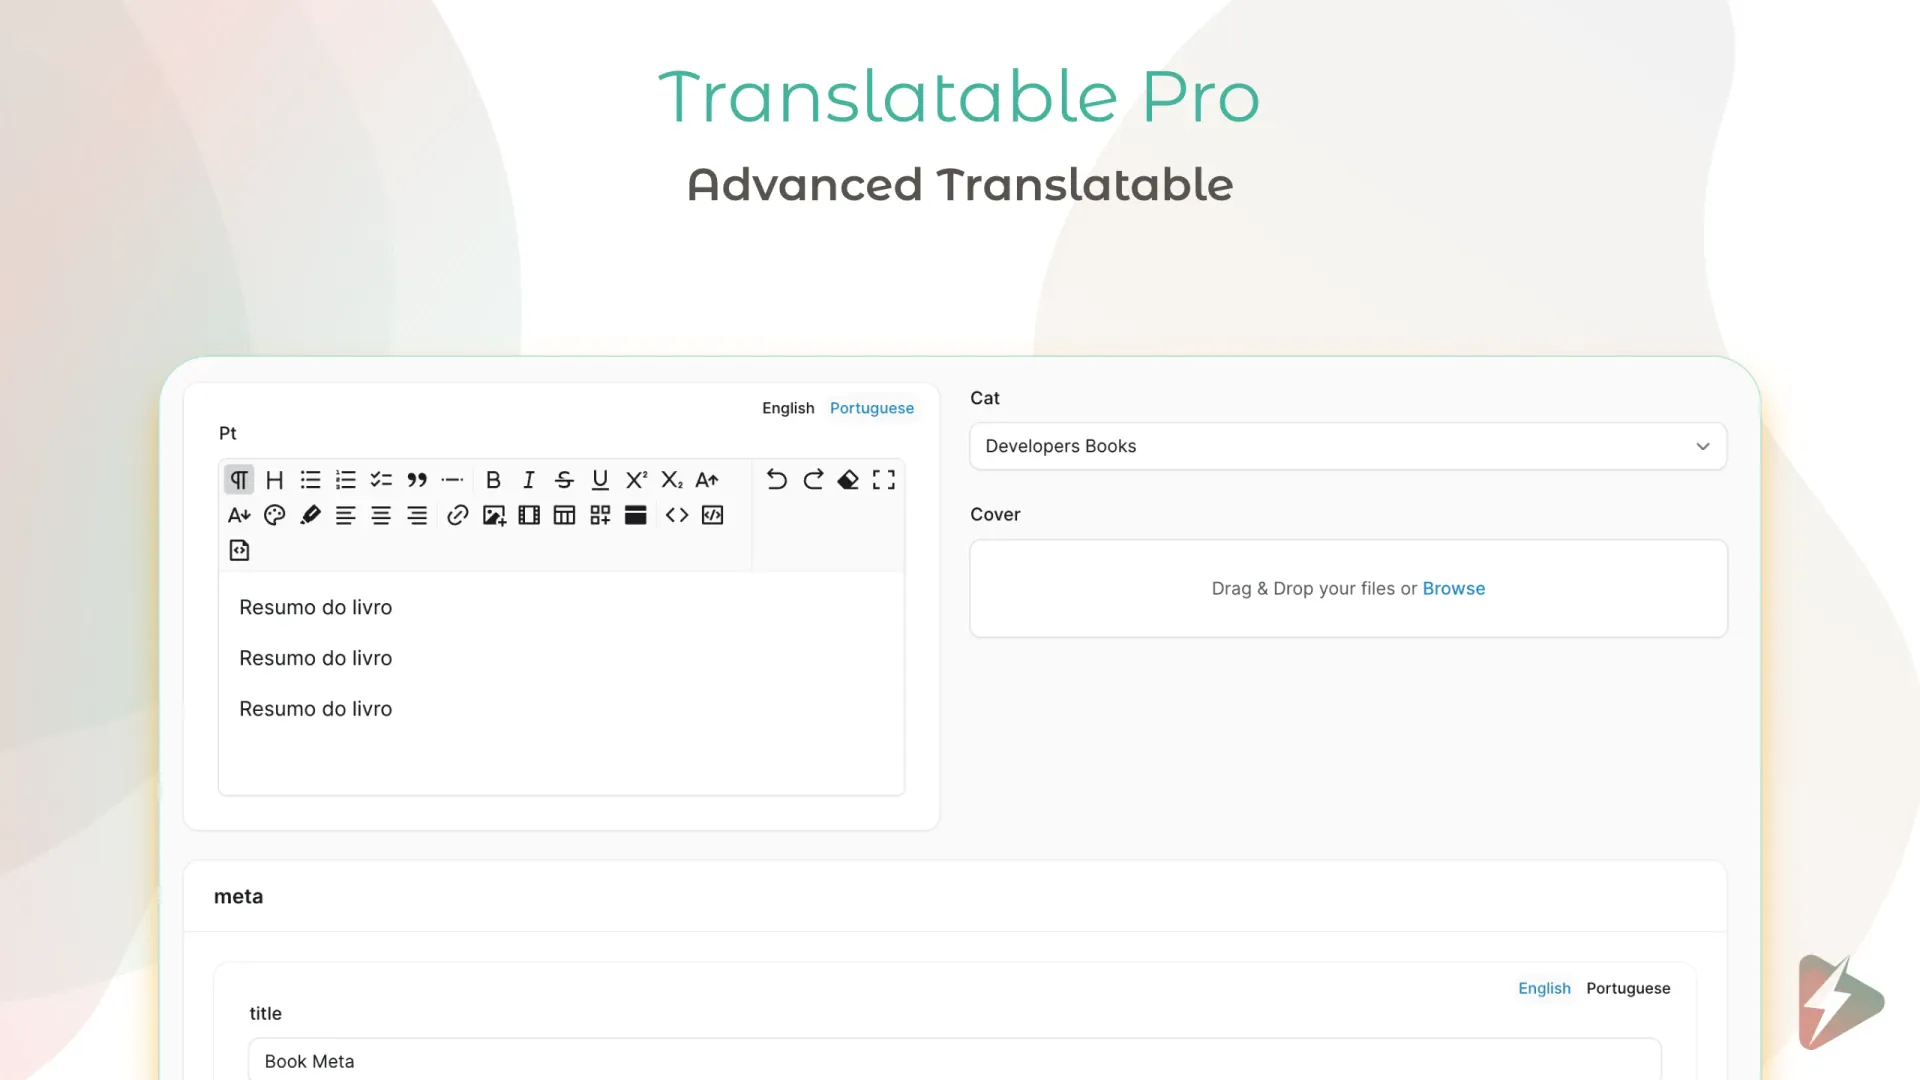 Translatable Pro
Advanced Translatable
English Portuguese
Pt
Resumo do livro
Resumo do livro
Resumo do livro
Cat
Developers Books
Cover
Drag & Drop your files or Browse
meta
English Portuguese
title
Book Meta